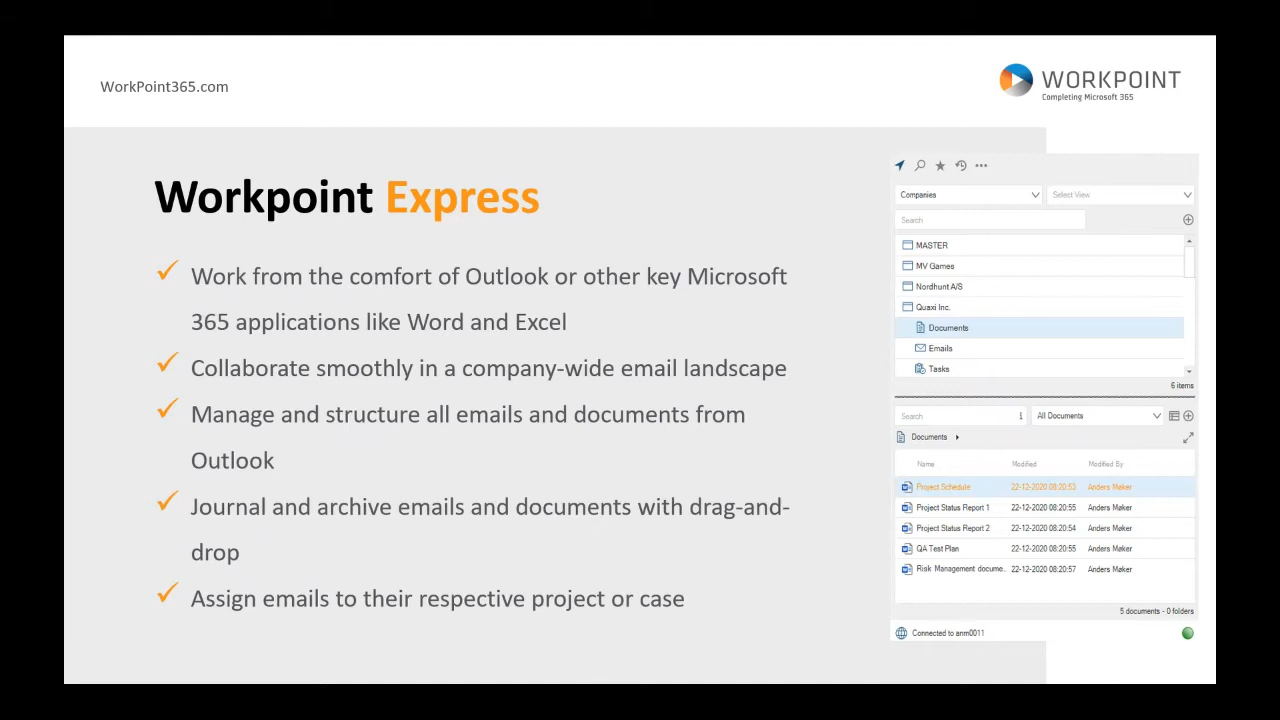 WorkPoint365.com
WORKPOINT
Completing Microsoft 365
Workpoint Express
Work from the comfort of Outlook or other key Microsoft
365 applications like Word and Excel
Collaborate smoothly in a company-wide email landscape
Manage and structure all emails and documents from
Outlook
Journal and archive emails and documents with drag-and-
drop
Assign emails to their respective project or case
Companies Select View
Search
MASTER
MV Games
Nordhunt A/S
Quaxi Inc.
Documents
Emails
Tasks
6 items
Search All Documents
Documents
Name Modified Modified By
Project Schedule 22-12-2020 08:20:53 Anders Møker
Project Status Report 1 22-12-2020 08:20:55 Anders Møker
Project Status Report 2 22-12-2020 08:20:54 Anders Møker
QA Test Plan 22-12-2020 08:20:55 Anders Møker
Risk Management docume.. 22-12-2020 08:20:57 Anders Møker
5 documents - 0 folders
Connected to anm0011